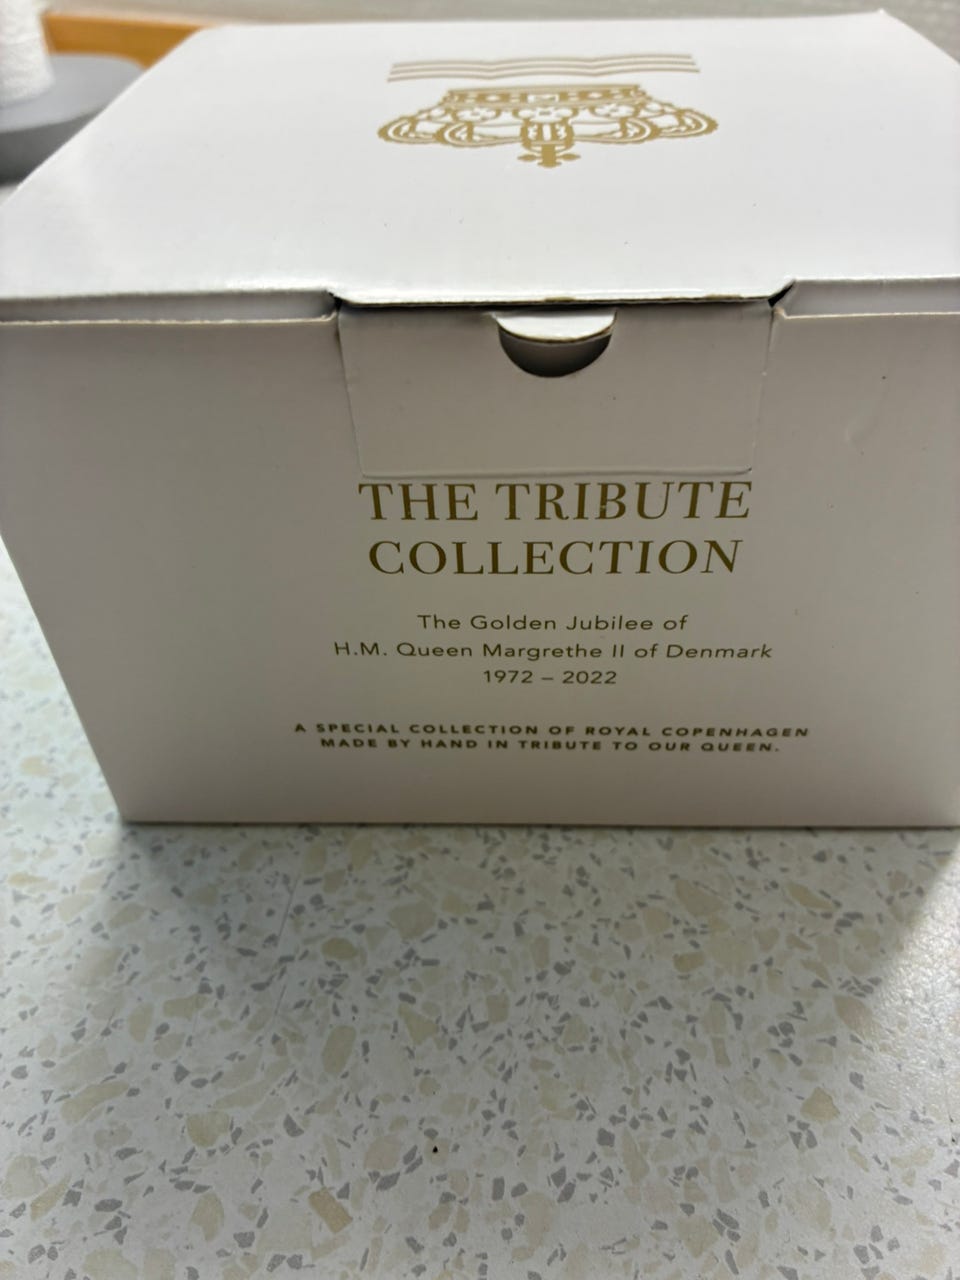 THE TRIBUTE
COLLECTION
The Golden Jubilee of
H.M. Queen Margrethe II of Denmark
1972 – 2022
A SPECIAL COLLECTION OF ROYAL COPENHAGEN
MADE BY HAND IN TRIBUTE TO OUR QUEEN.